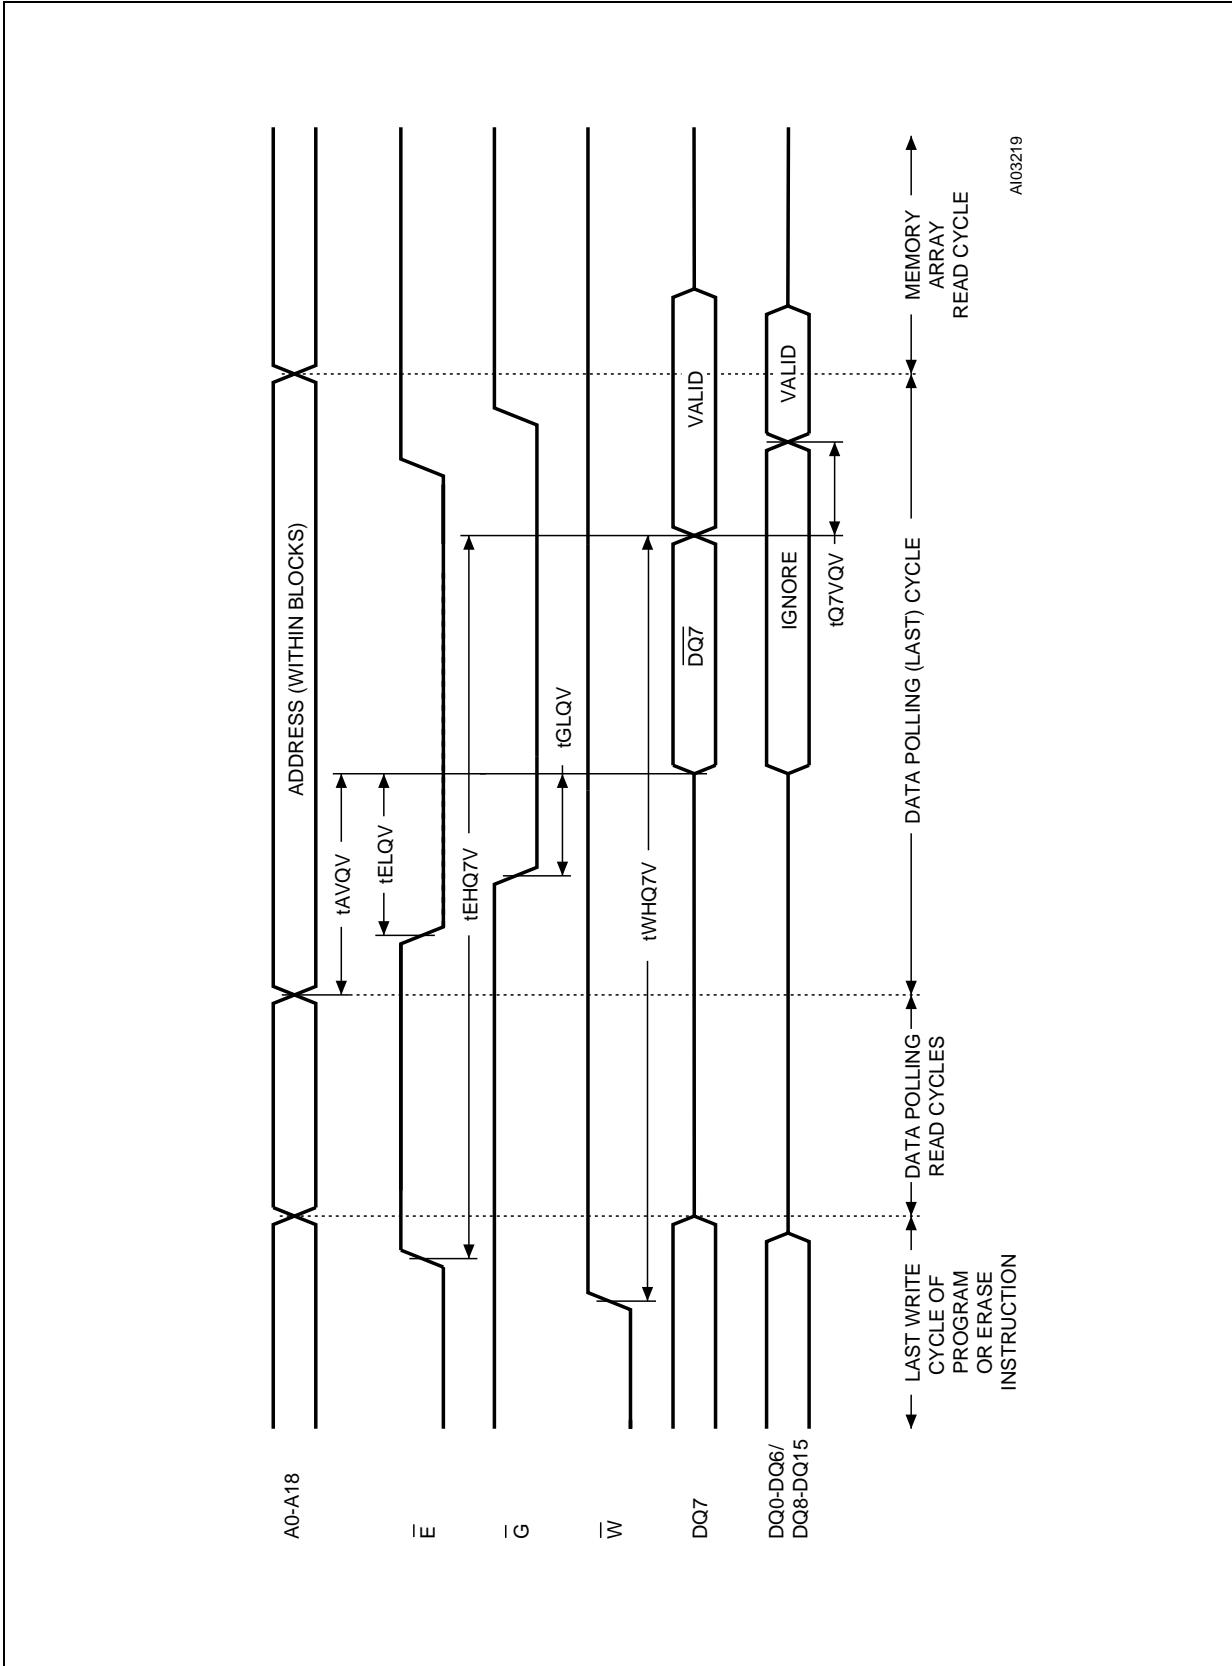 A0-A18
ADDRESS (WITHIN BLOCKS)
tAVQV
tELQV
E
tEHQ7V
G
tGLQV
W
tWHQ7V
DQ7
DQ7
VALID
DQ0-DQ6/
DQ8-DQ15
IGNORE
VALID
tQ7VQV
LAST WRITE
CYCLE OF
PROGRAM
OR ERASE
INSTRUCTION
DATA POLLING
READ CYCLES
DATA POLLING (LAST) CYCLE
MEMORY
ARRAY
READ CYCLE
AI03219